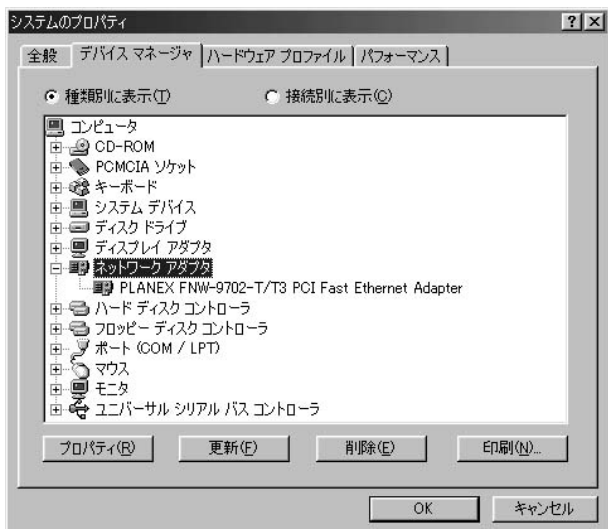 システムのプロパティ
全般 デバイス マネージャ ハードウェア プロファイル パフォーマンス
種類別に表示(T) 接続別に表示(C)
コンピュータ
CD-ROM
PCMCIA ソケット
キーボード
システム デバイス
ディスク ドライブ
ディスプレイ アダプタ
ネットワーク アダプタ
PLANEX FNW-9702-T/T3 PCI Fast Ethernet Adapter
ハード ディスク コントローラ
フロッピー ディスク コントローラ
ポート (COM / LPT)
マウス
モニタ
ユニバーサル シリアル バス コントローラ
プロパティ(R) 更新(F) 削除(E) 印刷(N)...
OK キャンセル